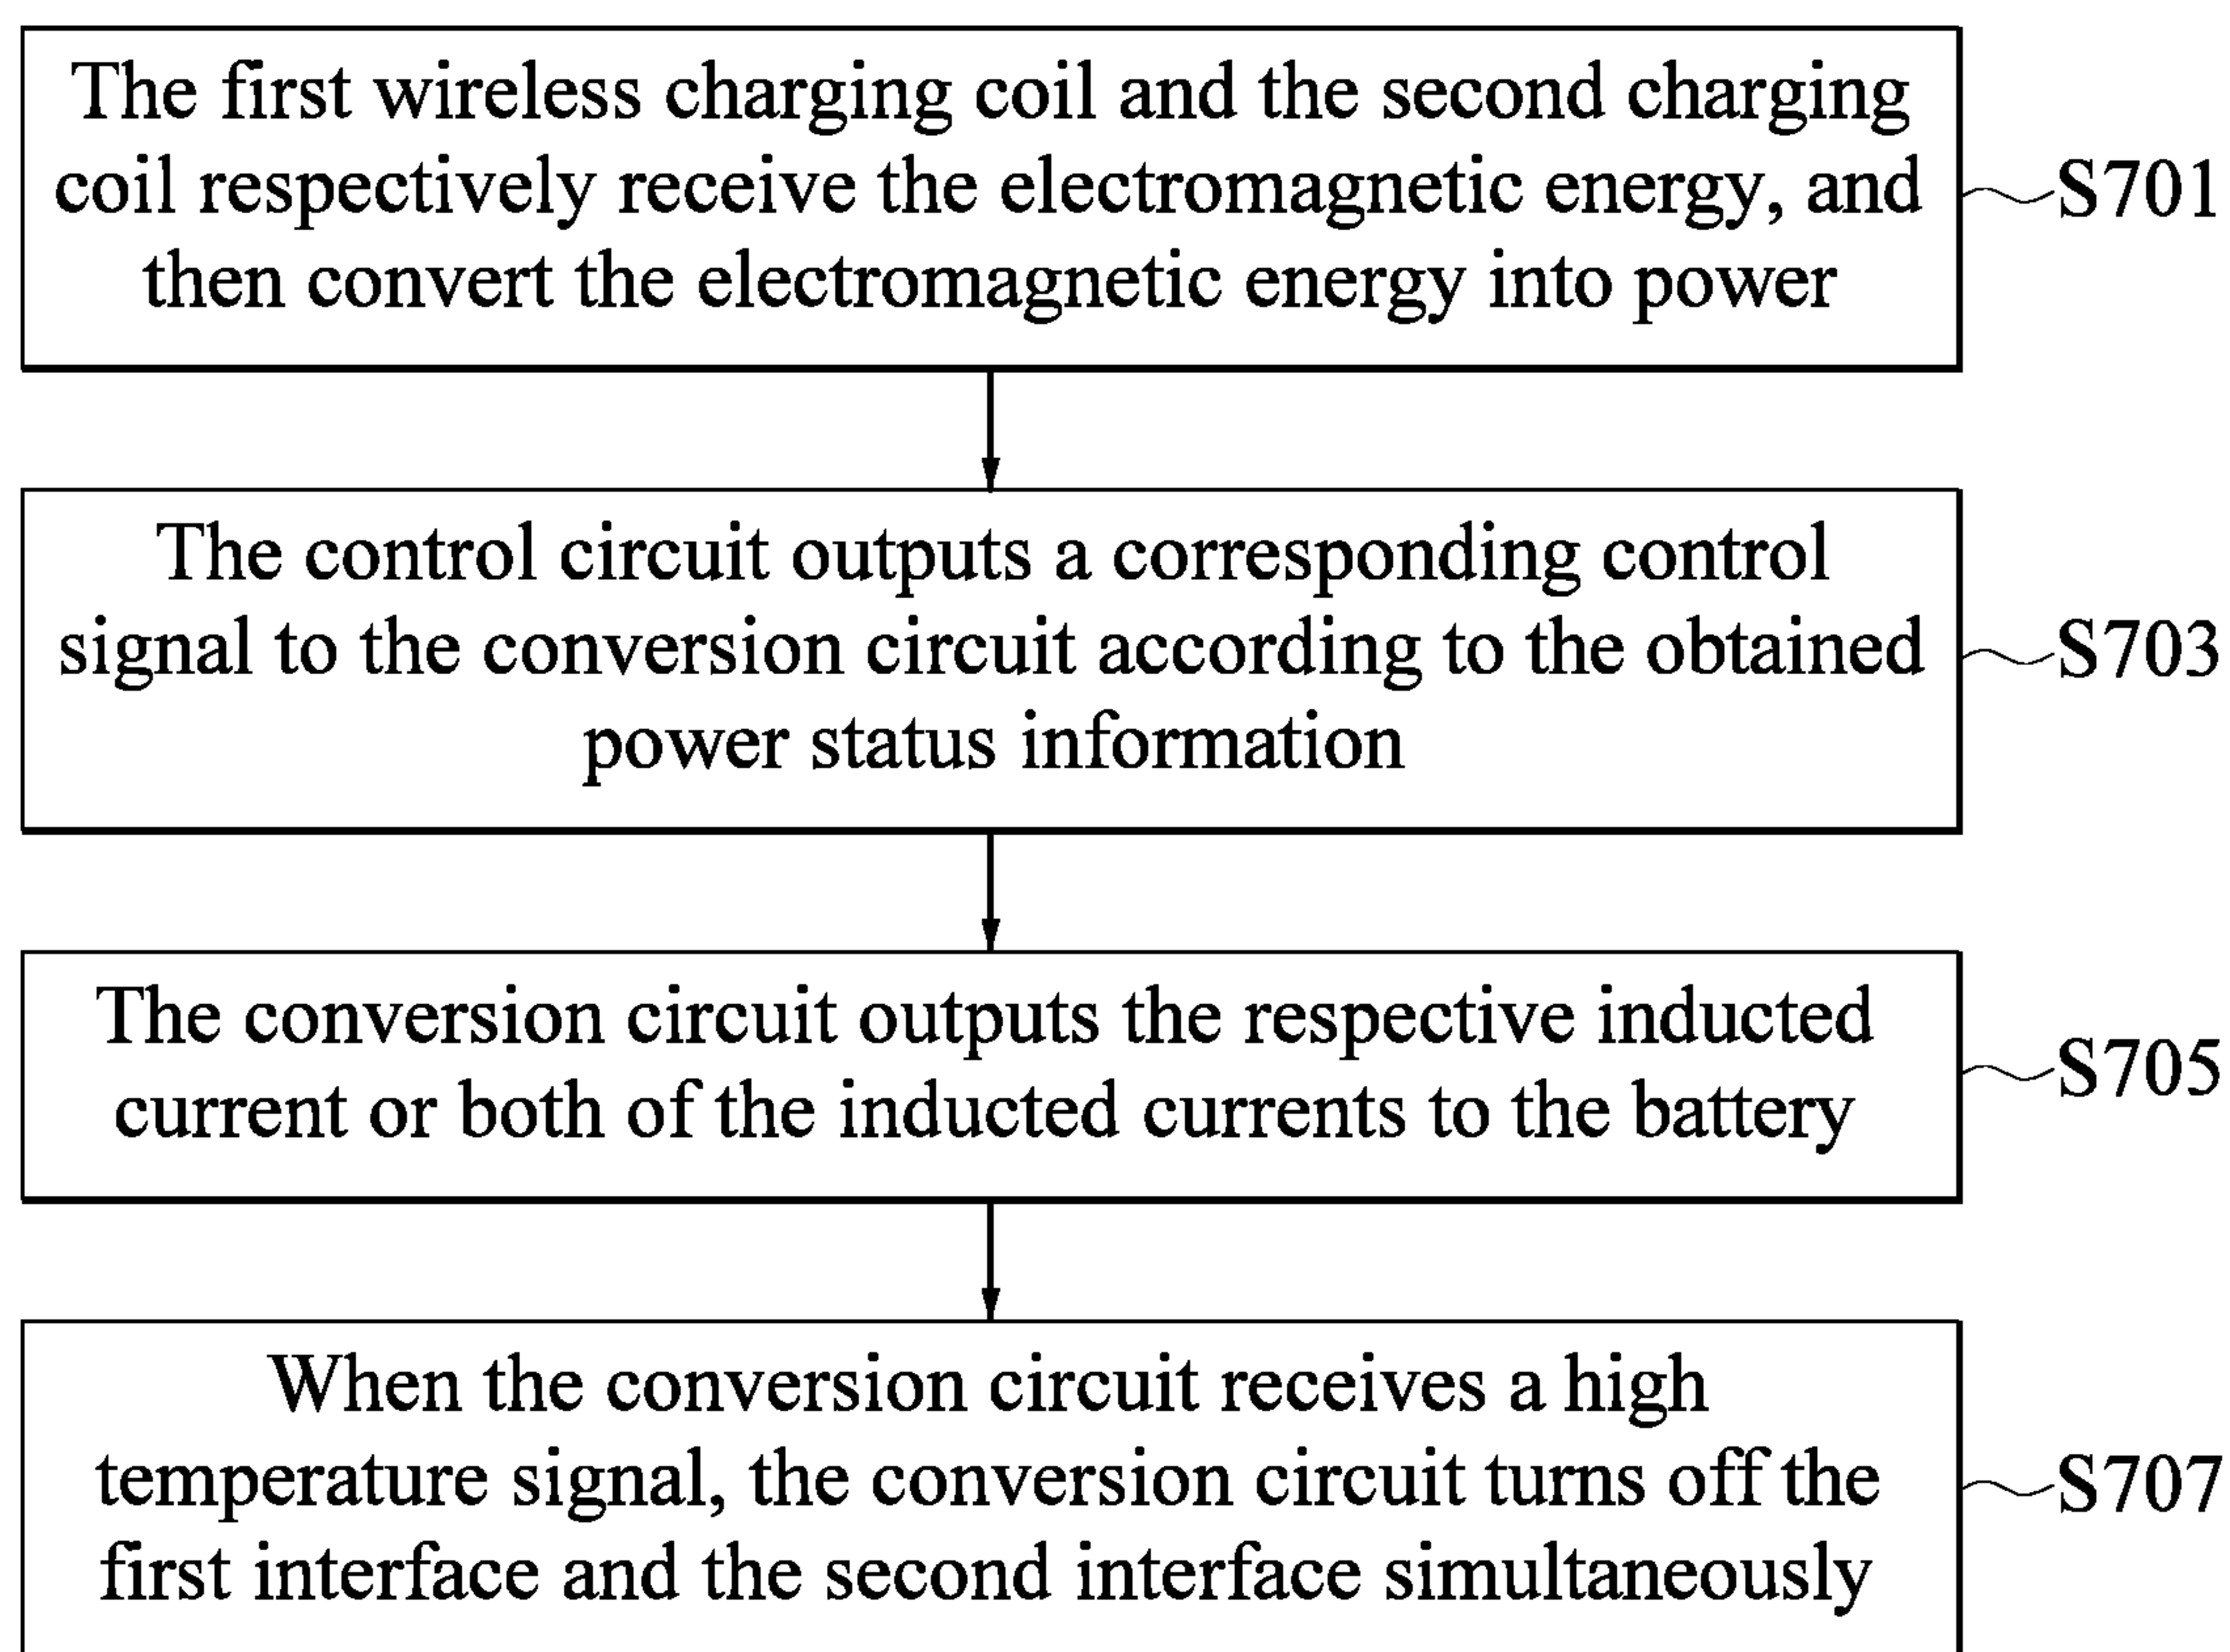 The first wireless charging coil and the second charging
coil respectively receive the electromagnetic energy, and
then convert the electromagnetic energy into power
S701
The control circuit outputs a corresponding control
signal to the conversion circuit according to the obtained
power status information
S703
The conversion circuit outputs the respective inducted
current or both of the inducted currents to the battery
S705
When the conversion circuit receives a high
temperature signal, the conversion circuit turns off the
first interface and the second interface simultaneously
S707